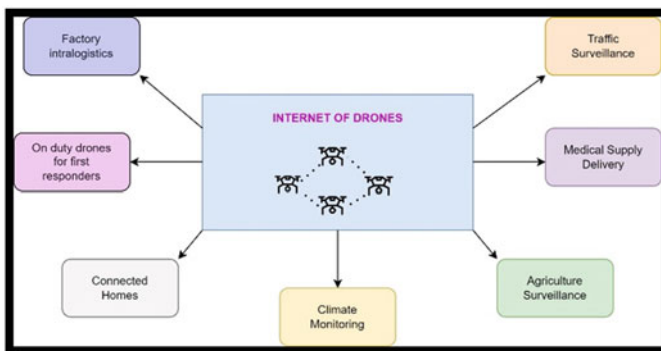 Factory
intralogistics
Traffic
Surveillance
INTERNET OF DRONES
On duty drones
for first
responders
Medical Supply
Delivery
Connected
Homes
Climate
Monitoring
Agriculture
Surveillance